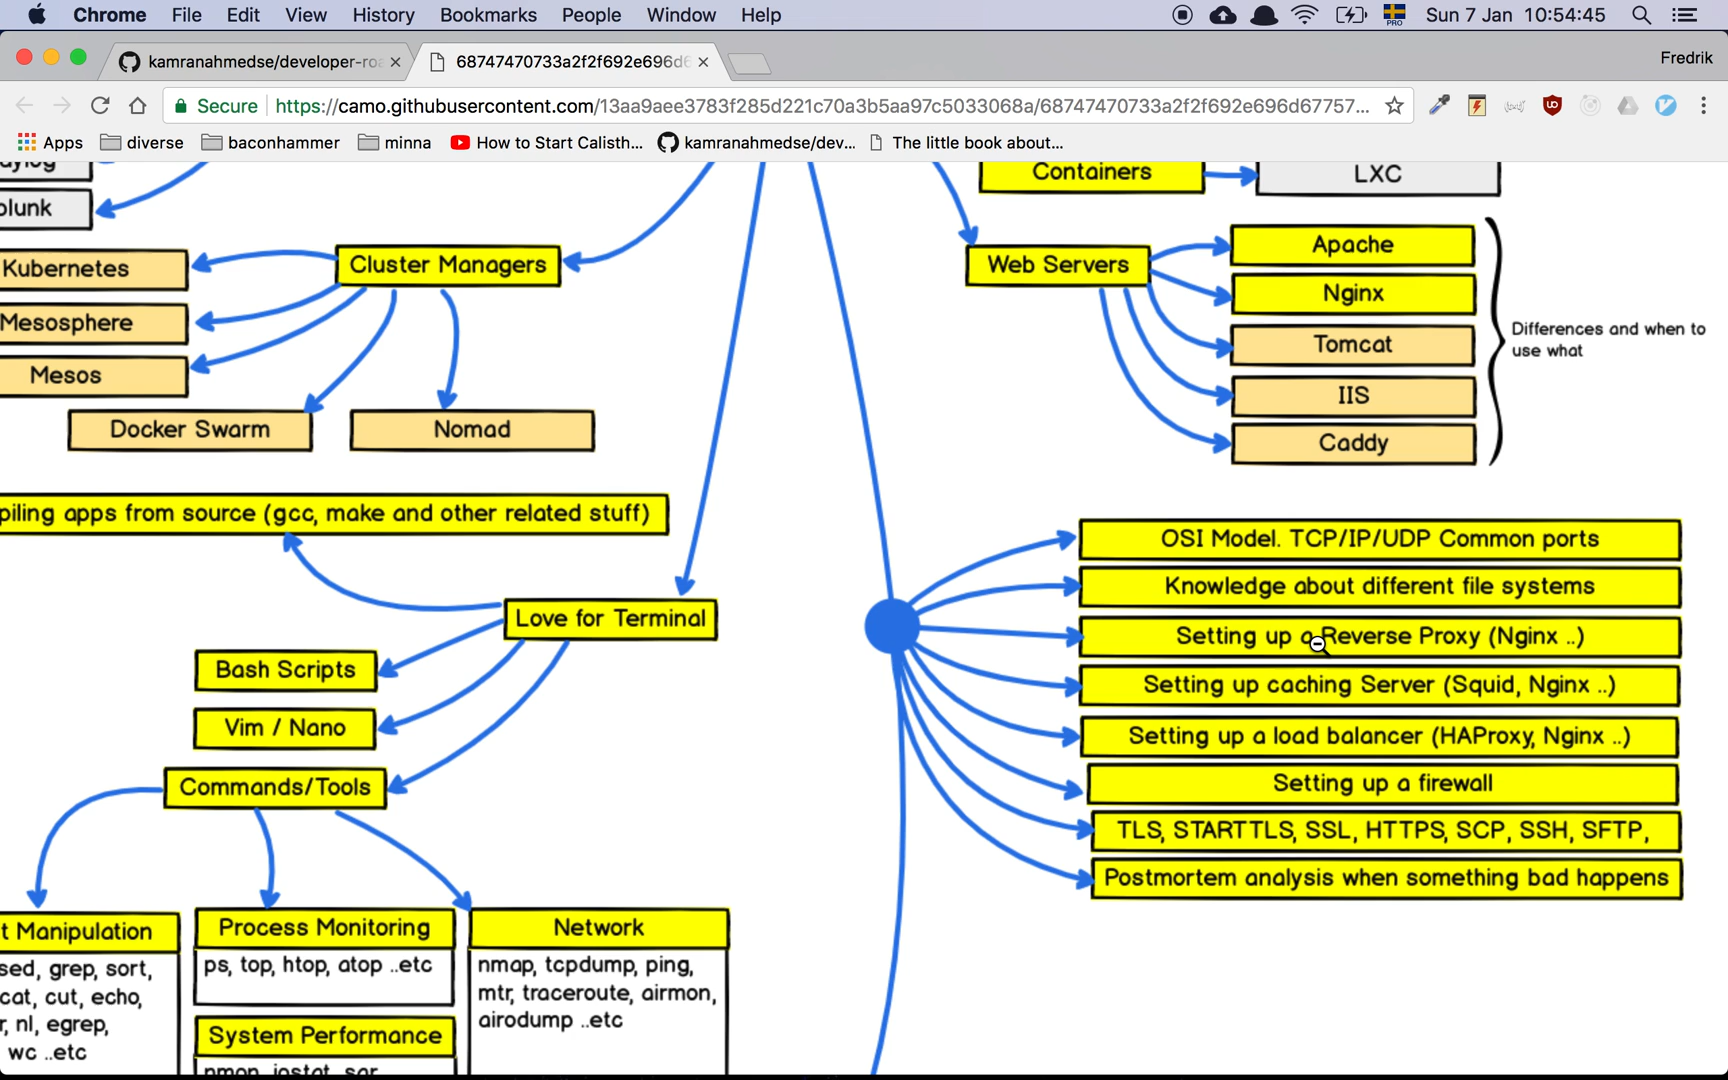 Chrome File Edit View History Bookmarks People Window Help
PRO
Sun 7 Jan 10:54:45
kamranahmedse/developer-roa
68747470733a2f2f692e696d6
Fredrik
Secure
https://camo.githubusercontent.com/13aa9aee3783f285d221c70a3b5aa97c5033068a/68747470733a2f2f692e696d67757...
Apps
diverse
baconhammer
minna
How to Start Calisth...
kamranahmedse/dev...
The little book about...
aylog
plunk
Containers
LXC
Kubernetes
Mesosphere
Mesos
Docker Swarm
Nomad
Cluster Managers
Web Servers
Apache
Nginx
Tomcat
IIS
Caddy
Differences and when to
use what
piling apps from source (gcc, make and other related stuff)
Love for Terminal
Bash Scripts
Vim / Nano
Commands/Tools
OSI Model. TCP/IP/UDP Common ports
Knowledge about different file systems
Setting up a Reverse Proxy (Nginx ..)
Setting up caching Server (Squid, Nginx ..)
Setting up a load balancer (HAProxy, Nginx ..)
Setting up a firewall
TLS, STARTTLS, SSL, HTTPS, SCP, SSH, SFTP,
Postmortem analysis when something bad happens
t Manipulation
sed, grep, sort,
cat, cut, echo,
r, nl, egrep,
wc ..etc
Process Monitoring
ps, top, htop, atop ..etc
System Performance
nmon, iostat, sar,
Network
nmap, tcpdump, ping,
mtr, traceroute, airmon,
airodump ..etc